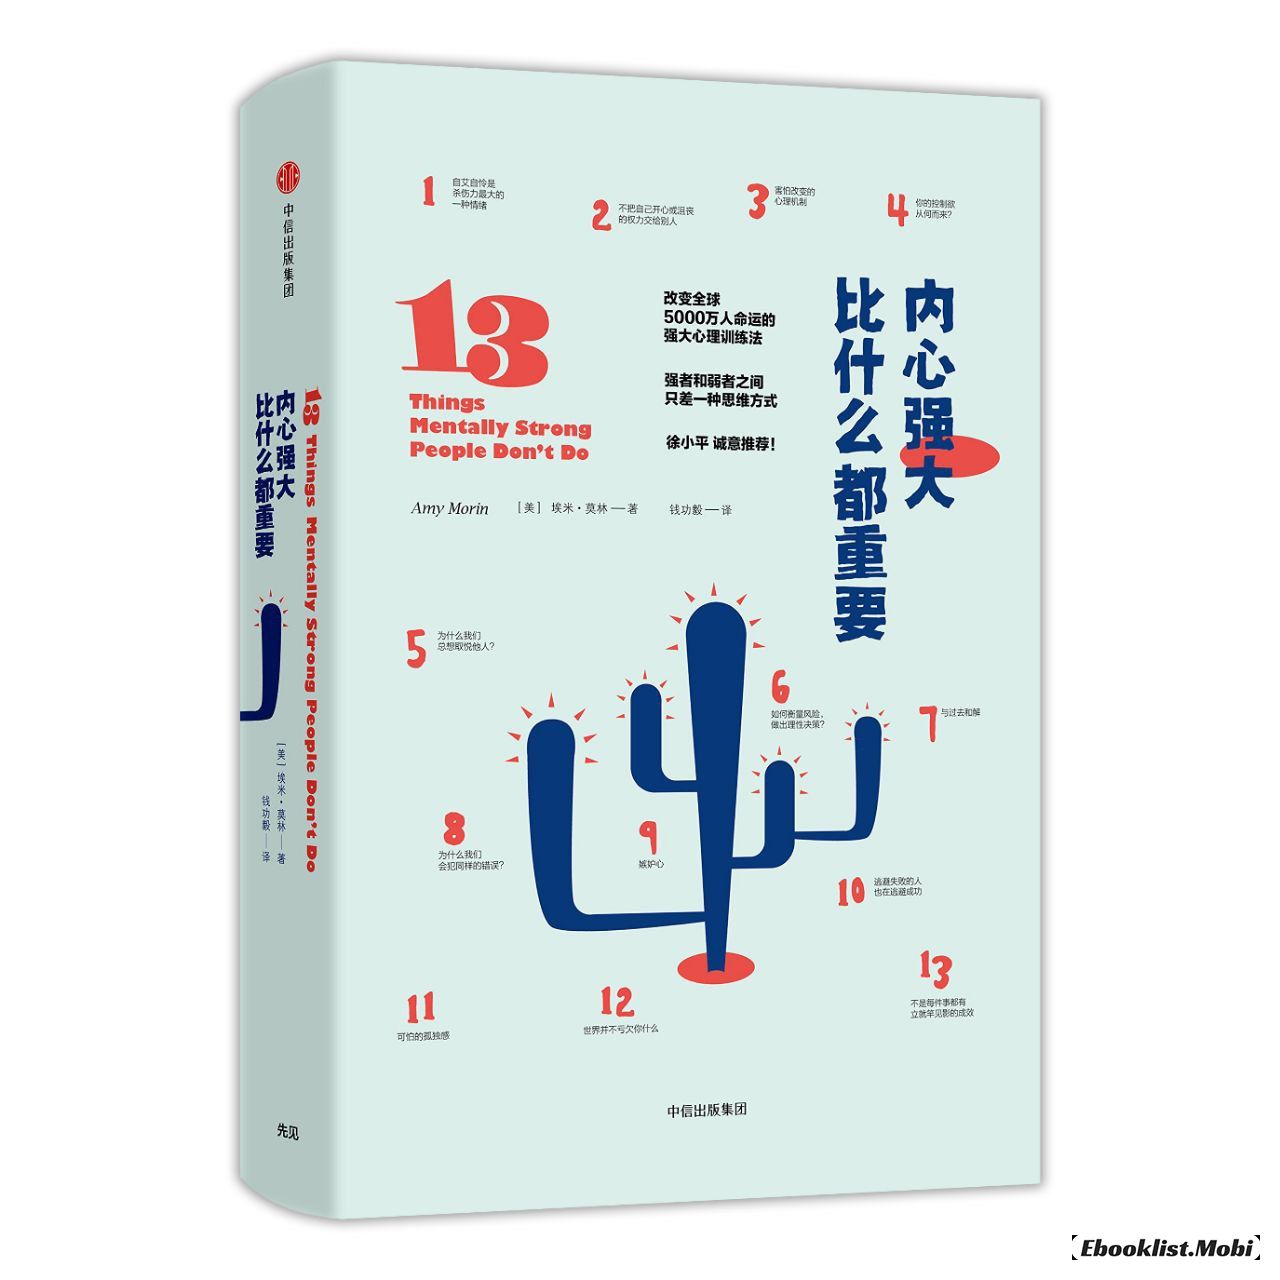 中信出版集团
13 Things Mentally Strong People Don't Do
内心强大
比什么都重要
[美]埃米·莫林——著
钱功毅——译
先见
1
自艾自怜是
杀伤力最大的
一种情绪
2
不把自己开心或沮丧
的权力交给别人
3
害怕改变的
心理机制
4
你的控制欲
从何而来?
13
Things
Mentally Strong
People Don't Do
改变全球
5000万人命运的
强大心理训练法
强者和弱者之间
只差一种思维方式
徐小平 诚意推荐!
内心强大
比什么都重要
Amy Morin [美] 埃米·莫林——著 钱功毅——译
5
为什么我们
总想取悦他人?
6
如何衡量风险,
做出理性决策?
7 与过去和解
8
为什么我们
会犯同样的错误?
9
嫉妒心
10
逃避失败的人
也在逃避成功
11
可怕的孤独感
12
世界并不亏欠你什么
13
不是每件事都有
立就竿见影的成效
中信出版集团
【Ebooklist.Mobi】